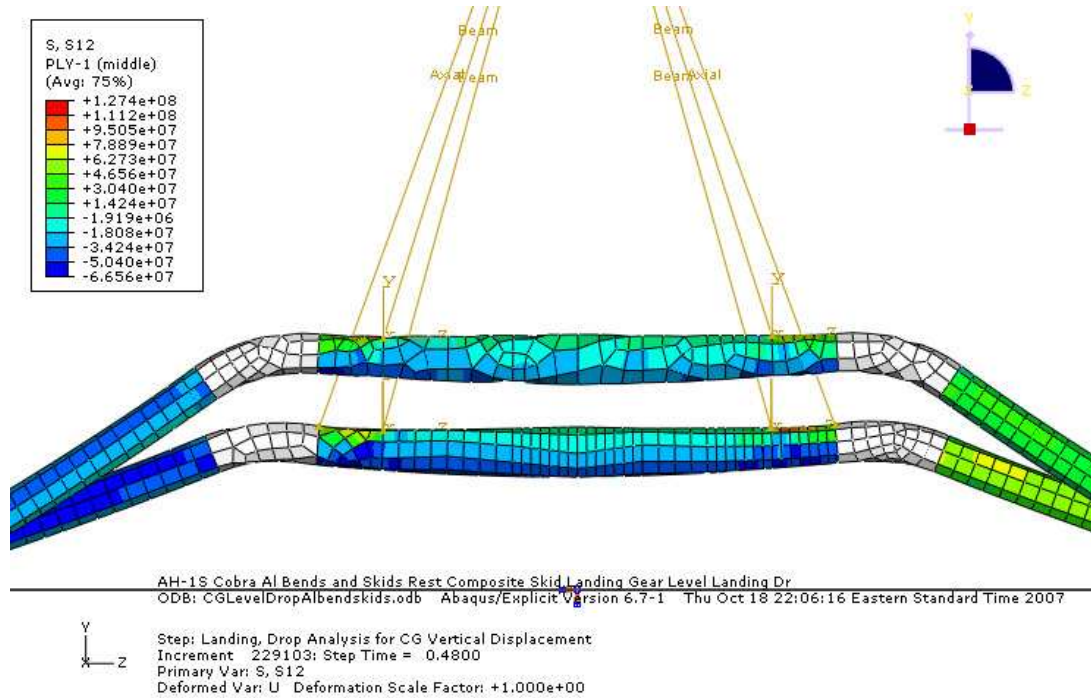 S, S12
PLY-1 (middle)
(Avg: 75%)
+1.274e+08
+1.112e+08
+9.505e+07
+7.889e+07
+6.273e+07
+4.656e+07
+3.040e+07
+1.424e+07
-1.919e+06
-1.808e+07
-3.424e+07
-5.040e+07
-6.656e+07
Beam Beam
Axial Beam Beam Axial
Y
Z
Y Y
Z Z
Z Z
AH-1S Cobra Al Bends and Skids Rest Composite Skid Landing Gear Level Landing Dr
ODB: CGLevelDropAlbendskids.odb Abaqus/Explicit Version 6.7-1 Thu Oct 18 22:06:16 Eastern Standard Time 2007
Y
X Z
Step: Landing, Drop Analysis for CG Vertical Displacement
Increment 229103: Step Time = 0.4800
Primary Var: S, S12
Deformed Var: U Deformation Scale Factor: +1.000e+00